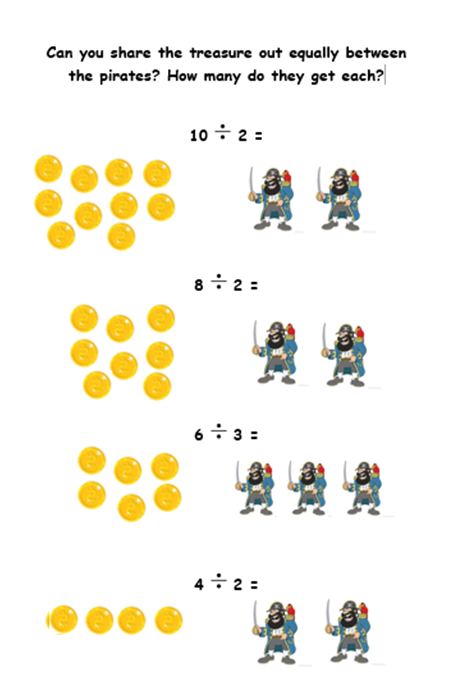 Can you share the treasure out equally between
the pirates? How many do they get each?
10 ÷ 2 =
8 ÷ 2 =
6 ÷ 3 =
4 ÷ 2 =